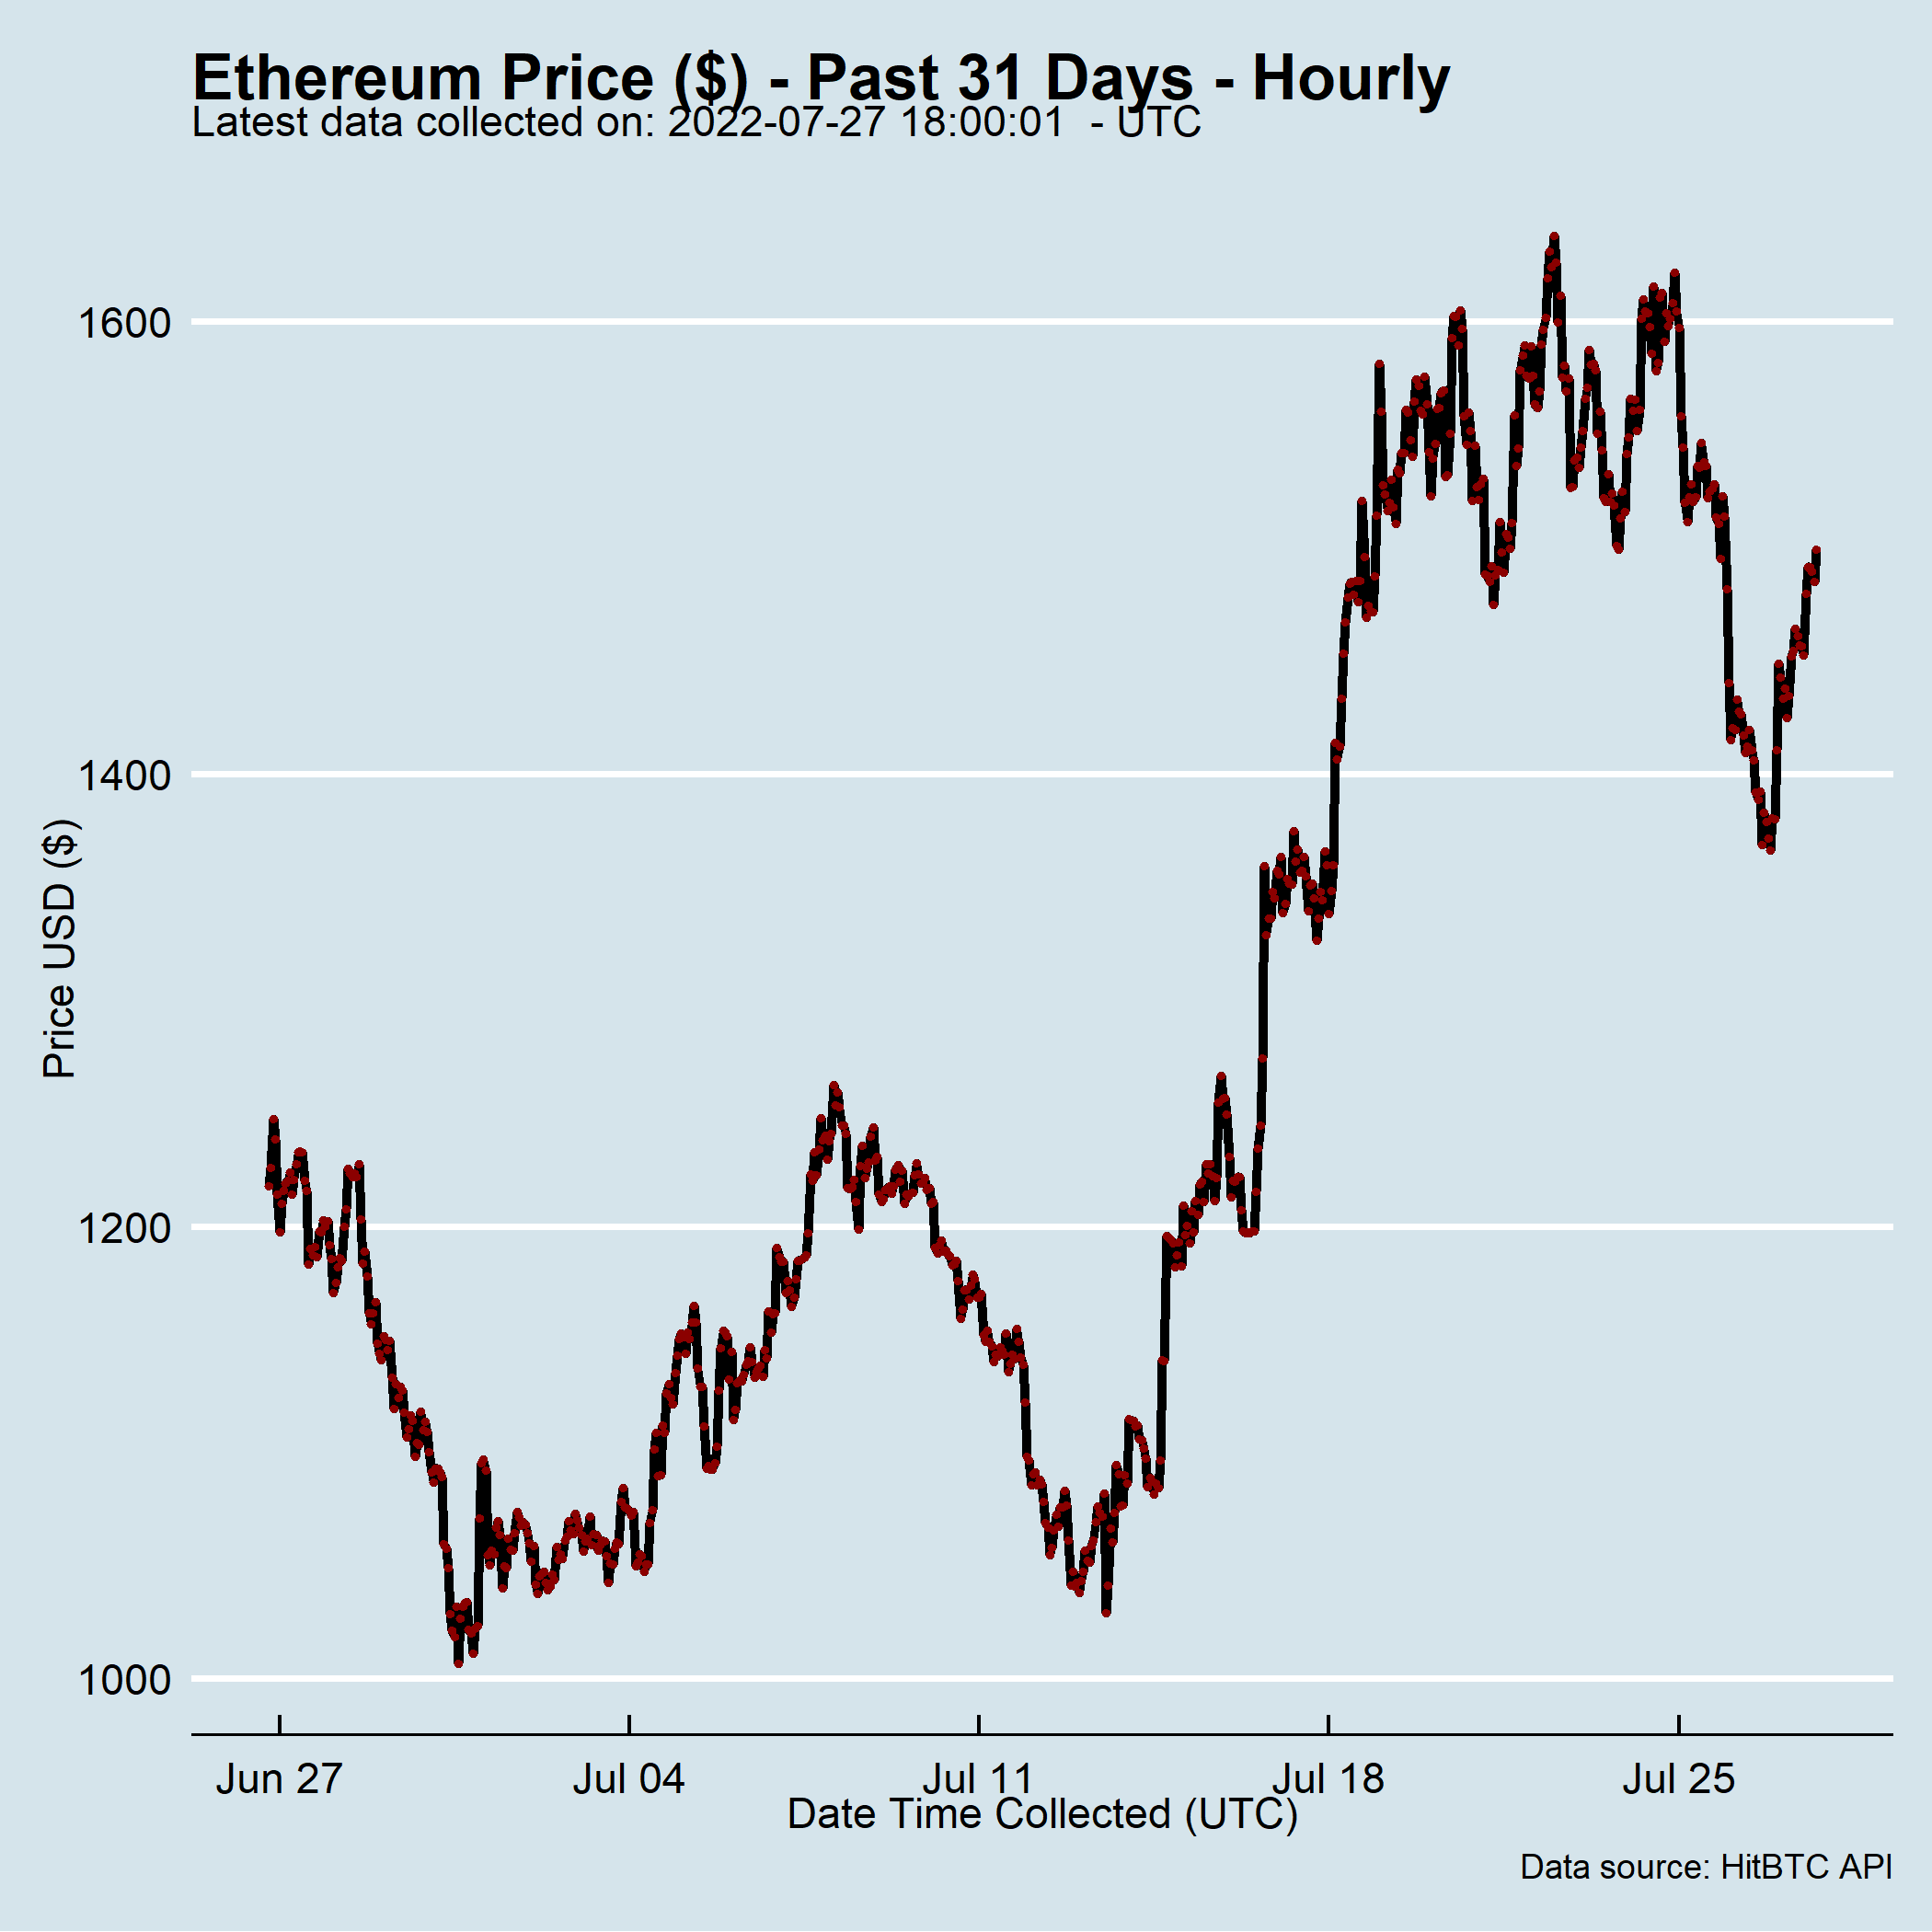 Ethereum Price ($) - Past 31 Days - Hourly
Latest data collected on: 2022-07-27 18:00:01  - UTC
1600
1400
1200
1000
Price USD ($)
Jun 27
Jul 04
Jul 11
Jul 18
Jul 25
Date Time Collected (UTC)
Data source: HitBTC API